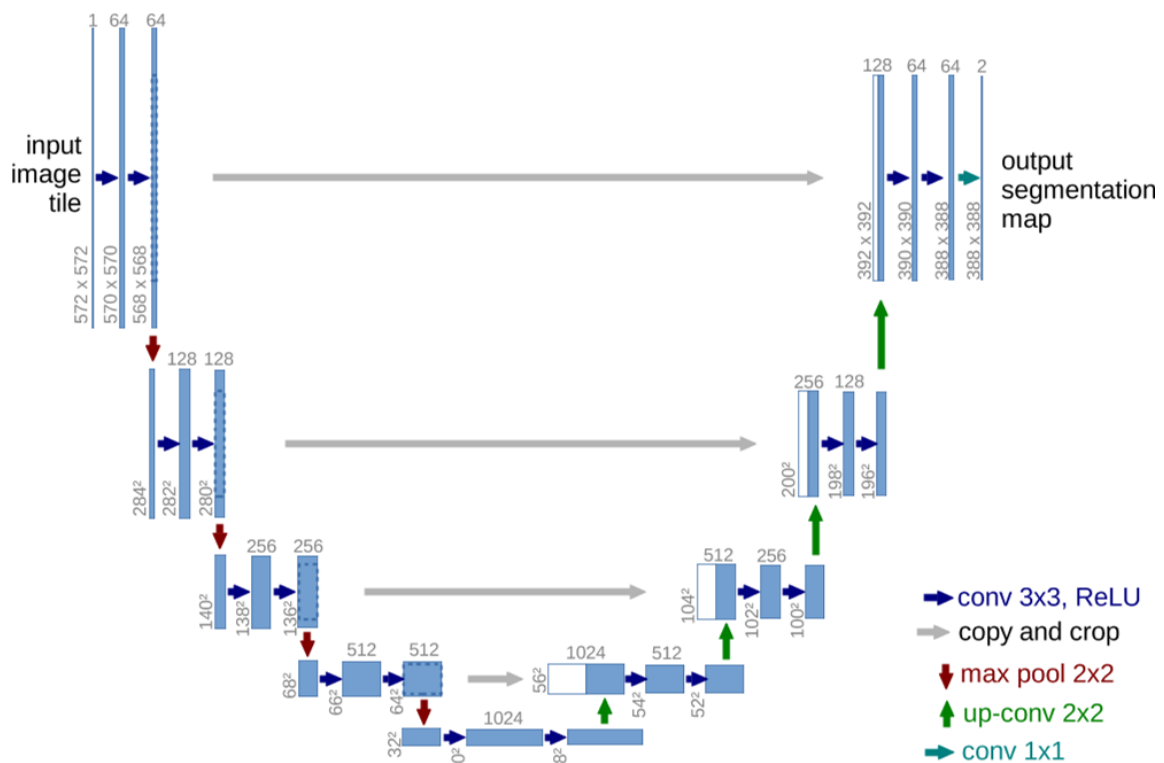 1 64 64
128 64 64 2
input
image
tile
output
segmentation
map
572 x 572
570 x 570
568 x 568
392 x 392
390 x 390
388 x 388
388 x 388
128 128
256 128
284²
282²
280²
200²
198²
196²
256 256
512 256
140²
138²
136²
104²
102²
100²
512 512
1024 512
68²
66²
64²
56²
54²
52²
1024
32²
0²
8²
conv 3x3, ReLU
copy and crop
max pool 2x2
up-conv 2x2
conv 1x1